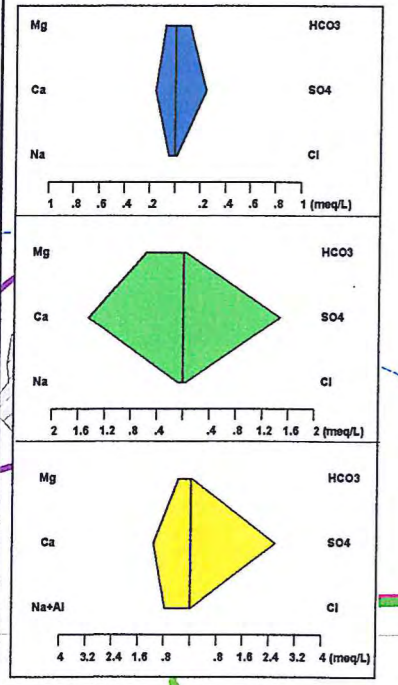 Mg HCO3
Ca SO4
Na Cl
1 .8 .6 .4 .2 .2 .4 .6 .8 1 (meq/L)
Mg HCO3
Ca SO4
Na Cl
2 1.6 1.2 .8 .4 .4 .8 1.2 1.6 2 (meq/L)
Mg HCO3
Ca SO4
Na+Al Cl
4 3.2 2.4 1.6 .8 .8 1.6 2.4 3.2 4 (meq/L)